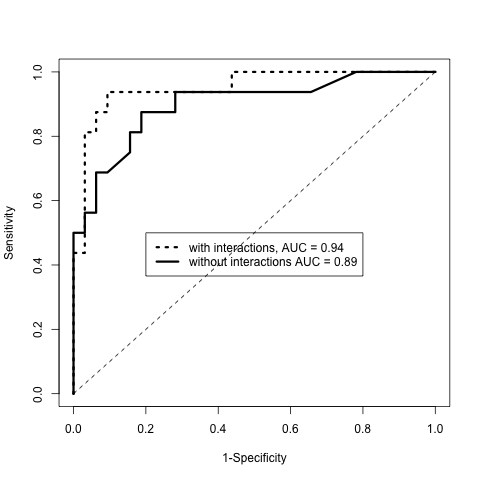 1.0
0.8
0.6
0.4
0.2
0.0
Sensitivity
with interactions, AUC = 0.94
without interactions AUC = 0.89
0.0 0.2 0.4 0.6 0.8 1.0
1-Specificity